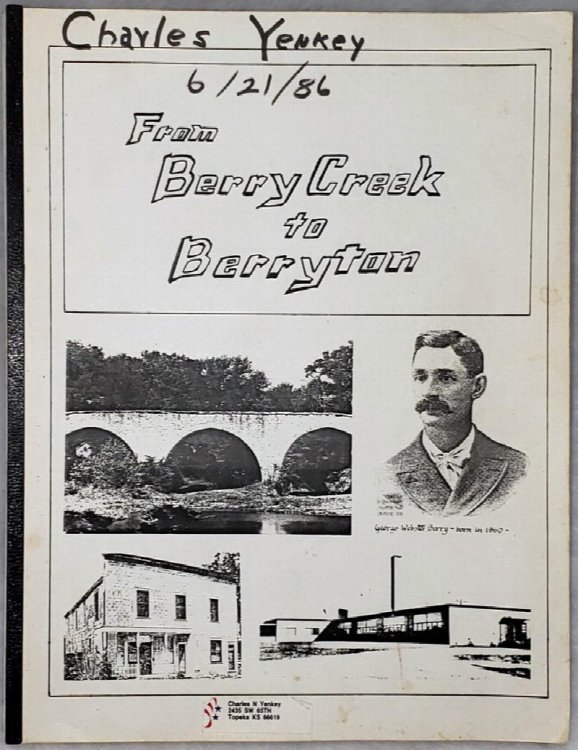 Charles Yenkey
6/21/86
From
Berry Creek
to
Berryton
George Webster Berry - born in 1860 -
Charles N Yenkey
2435 SW 85TH
Topeka KS 66619